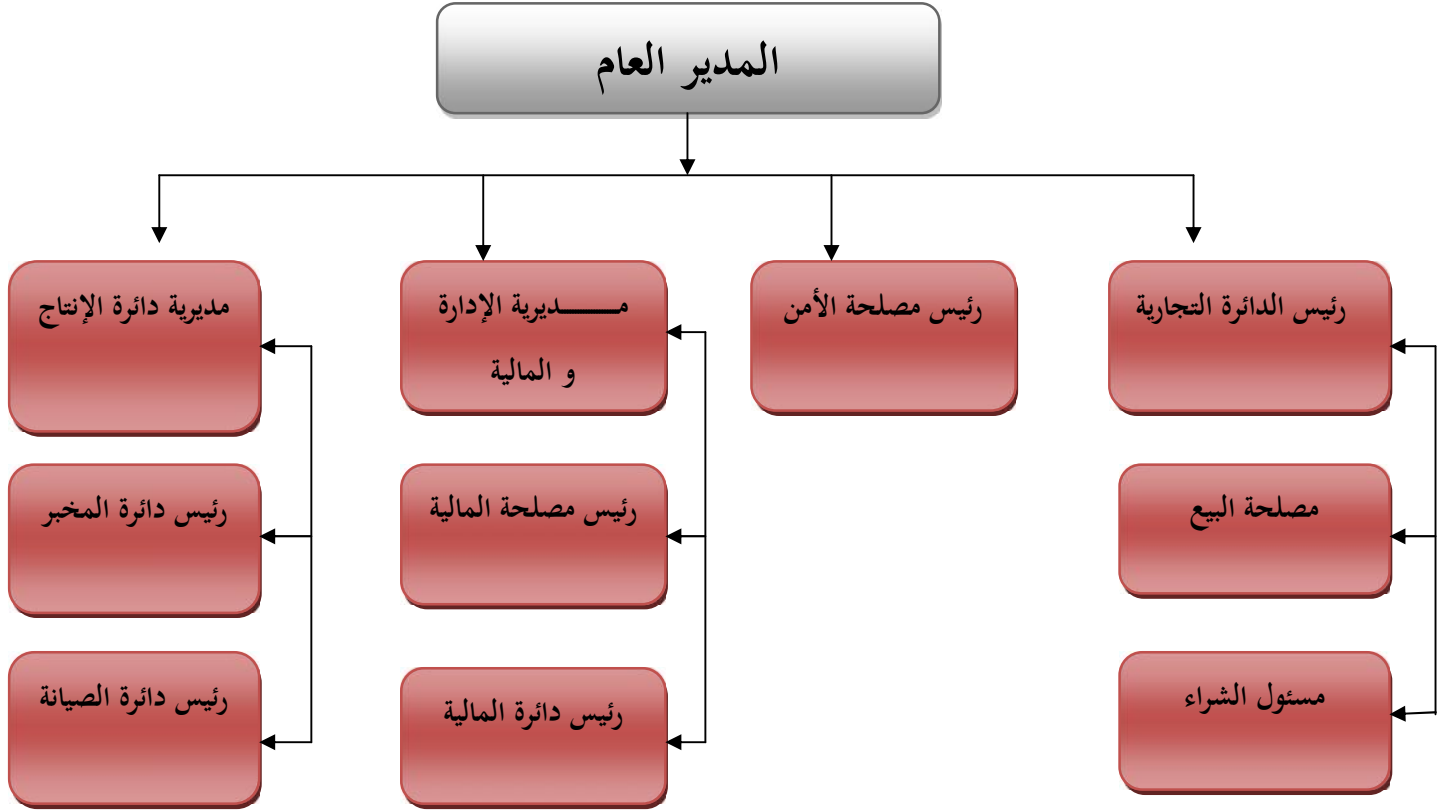 المدير العام
رئيس الدائرة التجارية
رئيس مصلحة الأمن
مـــــديرية الإدارة
و المالية
مديرية دائرة الإنتاج
مصلحة البيع
رئيس مصلحة المالية
رئيس دائرة المخبر
مسئول الشراء
رئيس دائرة المالية
رئيس دائرة الصيانة